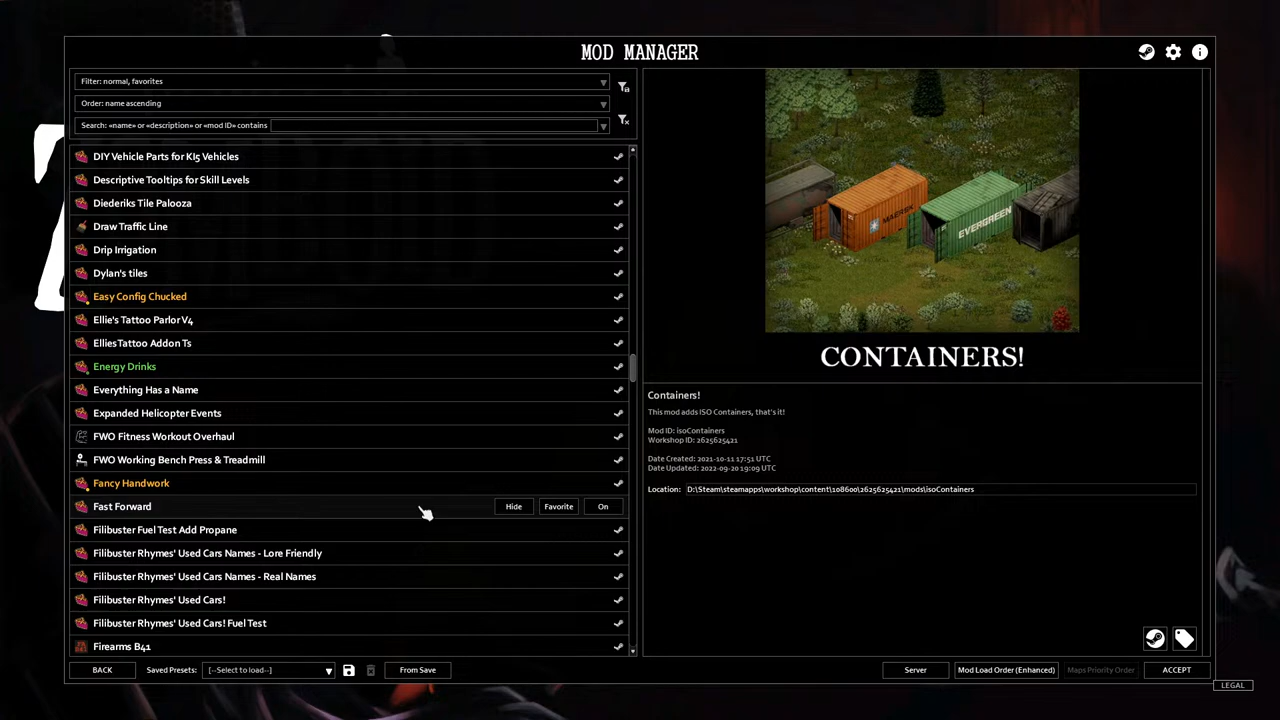 MOD MANAGER
Filter: normal, favorites
Order: name ascending
Search: «name» or «description» or «mod ID» contains
DIY Vehicle Parts for KI5 Vehicles
Descriptive Tooltips for Skill Levels
Diederiks Tile Palooza
Draw Traffic Line
Drip Irrigation
Dylan's tiles
Easy Config Chucked
Ellie's Tattoo Parlor V4
ElliesTattoo Addon Ts
Energy Drinks
Everything Has a Name
Expanded Helicopter Events
FWO Fitness Workout Overhaul
FWO Working Bench Press & Treadmill
Fancy Handwork
Fast Forward Hide Favorite On
Filibuster Fuel Test Add Propane
Filibuster Rhymes' Used Cars Names - Lore Friendly
Filibuster Rhymes' Used Cars Names - Real Names
Filibuster Rhymes' Used Cars!
Filibuster Rhymes' Used Cars! Fuel Test
Firearms B41
MAERSK
EVERGREEN
CONTAINERS!
Containers!
This mod adds ISO Containers, that's it!
Mod ID: isoContainers
Workshop ID: 2625625421
Date Created: 2021-10-11 17:51 UTC
Date Updated: 2022-09-20 19:09 UTC
Location: D:\Steam\steamapps\workshop\content\108600\2625625421\mods\isoContainers
BACK Saved Presets: [--Select to load--] From Save Server Mod Load Order (Enhanced) Maps Priority Order ACCEPT
LEGAL